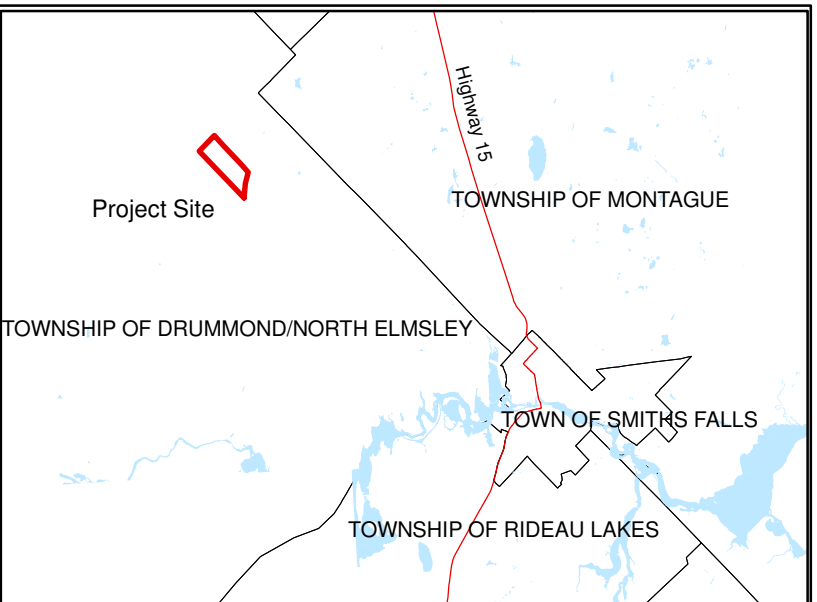 Highway 15
TOWNSHIP OF MONTAGUE
Project Site
TOWNSHIP OF DRUMMOND/NORTH ELMSLEY
TOWN OF SMITHS FALLS
TOWNSHIP OF RIDEAU LAKES